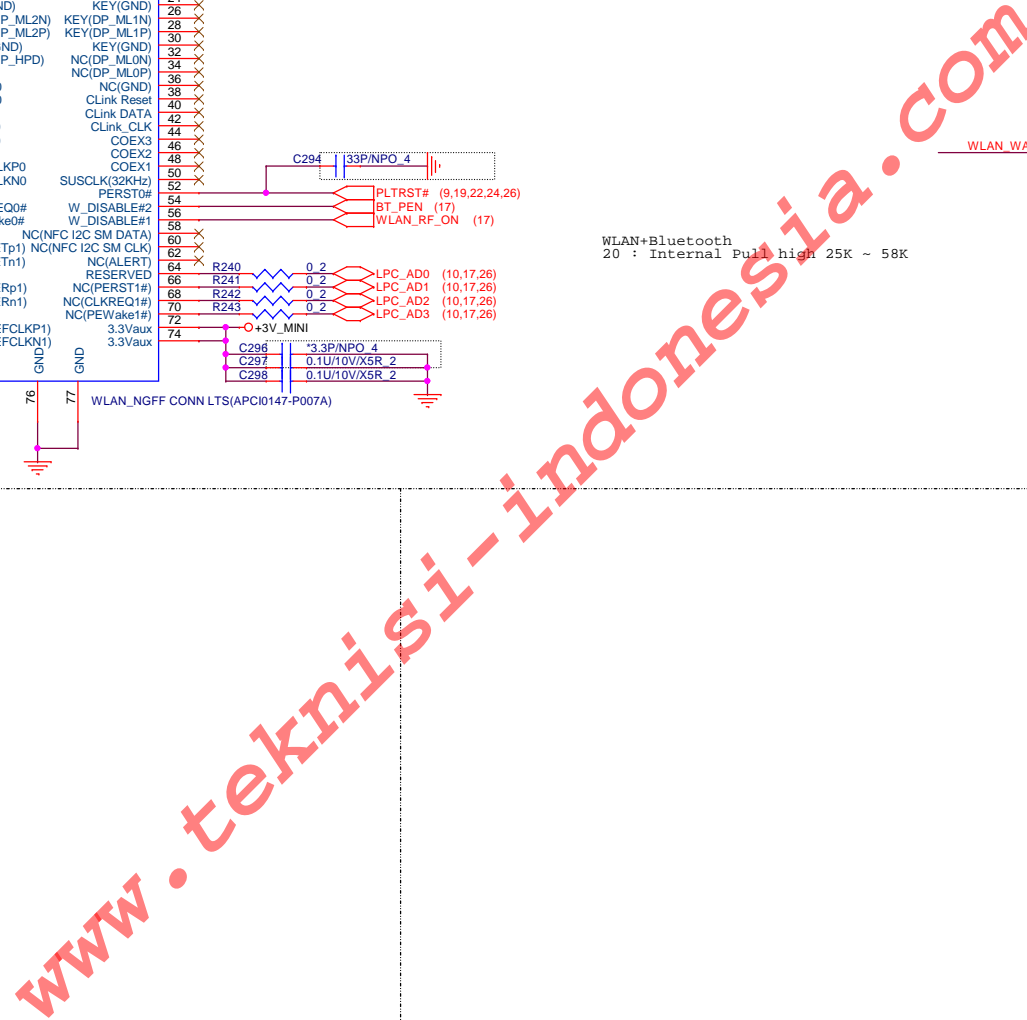 KEY(GND)
26
P_ML2N) KEY(DP_ML1N)
28
P_ML2P) KEY(DP_ML1P)
30
KEY(GND)
32
P_HPD) NC(DP_ML0N)
34
NC(DP_ML0P)
36
NC(GND)
38
CLink Reset
40
CLink DATA
42
CLink_CLK
44
COEX3
46
COEX2
48
COEX1
50
SUSCLK(32KHz)
52
PERST0#
54
W_DISABLE#2
56
W_DISABLE#1
58
NC(NFC I2C SM DATA)
60
NC(NFC I2C SM CLK)
62
NC(ALERT)
64
RESERVED
66
NC(PERST1#)
68
NC(CLKREQ1#)
70
NC(PEWake1#)
72
3.3Vaux
74
3.3Vaux
GND
GND
76
77
C294 33P/NPO_4
PLTRST# (9,19,22,24,26)
BT_PEN (17)
WLAN_RF_ON (17)
R240 0_2 LPC_AD0 (10,17,26)
R241 0_2 LPC_AD1 (10,17,26)
R242 0_2 LPC_AD2 (10,17,26)
R243 0_2 LPC_AD3 (10,17,26)
+3V_MINI
C296 *3.3P/NPO_4
C297 0.1U/10V/X5R_2
C298 0.1U/10V/X5R_2
WLAN_NGFF CONN LTS(APCI0147-P007A)
WLAN_WA
WLAN+Bluetooth
20 : Internal Pull high 25K ~ 58K
www.teknisi-indonesia.com